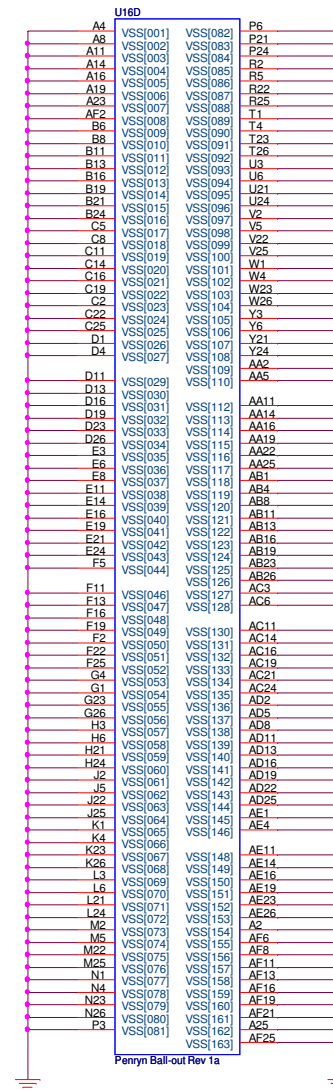 U16D
A4 VSS[001] VSS[082] P6
A8 VSS[002] VSS[083] P21
A11 VSS[003] VSS[084] P24
A14 VSS[004] VSS[085] R2
A16 VSS[005] VSS[086] R5
A19 VSS[006] VSS[087] R22
A23 VSS[007] VSS[088] R25
AF2 VSS[008] VSS[089] T1
B6 VSS[009] VSS[090] T4
B8 VSS[010] VSS[091] T23
B11 VSS[011] VSS[092] T26
B13 VSS[012] VSS[093] U3
B16 VSS[013] VSS[094] U6
B19 VSS[014] VSS[095] U21
B21 VSS[015] VSS[096] U24
B24 VSS[016] VSS[097] V2
C5 VSS[017] VSS[098] V5
C8 VSS[018] VSS[099] V22
C11 VSS[019] VSS[100] V25
C14 VSS[020] VSS[101] W1
C16 VSS[021] VSS[102] W4
C19 VSS[022] VSS[103] W23
C2 VSS[023] VSS[104] W26
C22 VSS[024] VSS[105] Y3
C25 VSS[025] VSS[106] Y6
D1 VSS[026] VSS[107] Y21
D4 VSS[027] VSS[108] Y24
VSS[109] AA2
D11 VSS[029] VSS[110] AA5
D13 VSS[030]
D16 VSS[031] VSS[112] AA11
D19 VSS[032] VSS[113] AA14
D23 VSS[033] VSS[114] AA16
D26 VSS[034] VSS[115] AA19
E3 VSS[035] VSS[116] AA22
E6 VSS[036] VSS[117] AA25
E8 VSS[037] VSS[118] AB1
E11 VSS[038] VSS[119] AB4
E14 VSS[039] VSS[120] AB8
E16 VSS[040] VSS[121] AB11
E19 VSS[041] VSS[122] AB13
E21 VSS[042] VSS[123] AB16
E24 VSS[043] VSS[124] AB19
F5 VSS[044] VSS[125] AB23
VSS[126] AB26
F11 VSS[046] VSS[127] AC3
F13 VSS[047] VSS[128] AC6
F16 VSS[048]
F19 VSS[049] VSS[130] AC11
F2 VSS[050] VSS[131] AC14
F22 VSS[051] VSS[132] AC16
F25 VSS[052] VSS[133] AC19
G4 VSS[053] VSS[134] AC21
G1 VSS[054] VSS[135] AC24
G23 VSS[055] VSS[136] AD2
G26 VSS[056] VSS[137] AD5
H3 VSS[057] VSS[138] AD8
H6 VSS[058] VSS[139] AD11
H21 VSS[059] VSS[140] AD13
H24 VSS[060] VSS[141] AD16
J2 VSS[061] VSS[142] AD19
J5 VSS[062] VSS[143] AD22
J22 VSS[063] VSS[144] AD25
J25 VSS[064] VSS[145] AE1
K1 VSS[065] VSS[146] AE4
K4 VSS[066]
K23 VSS[067] VSS[148] AE11
K26 VSS[068] VSS[149] AE14
L3 VSS[069] VSS[150] AE16
L6 VSS[070] VSS[151] AE19
L21 VSS[071] VSS[152] AE23
L24 VSS[072] VSS[153] AE26
M2 VSS[073] VSS[154] A2
M5 VSS[074] VSS[155] AF6
M22 VSS[075] VSS[156] AF8
M25 VSS[076] VSS[157] AF11
N1 VSS[077] VSS[158] AF13
N4 VSS[078] VSS[159] AF16
N23 VSS[079] VSS[160] AF19
N26 VSS[080] VSS[161] AF21
P3 VSS[081] VSS[162] A25
VSS[163] AF25
Penryn Ball-out Rev 1a